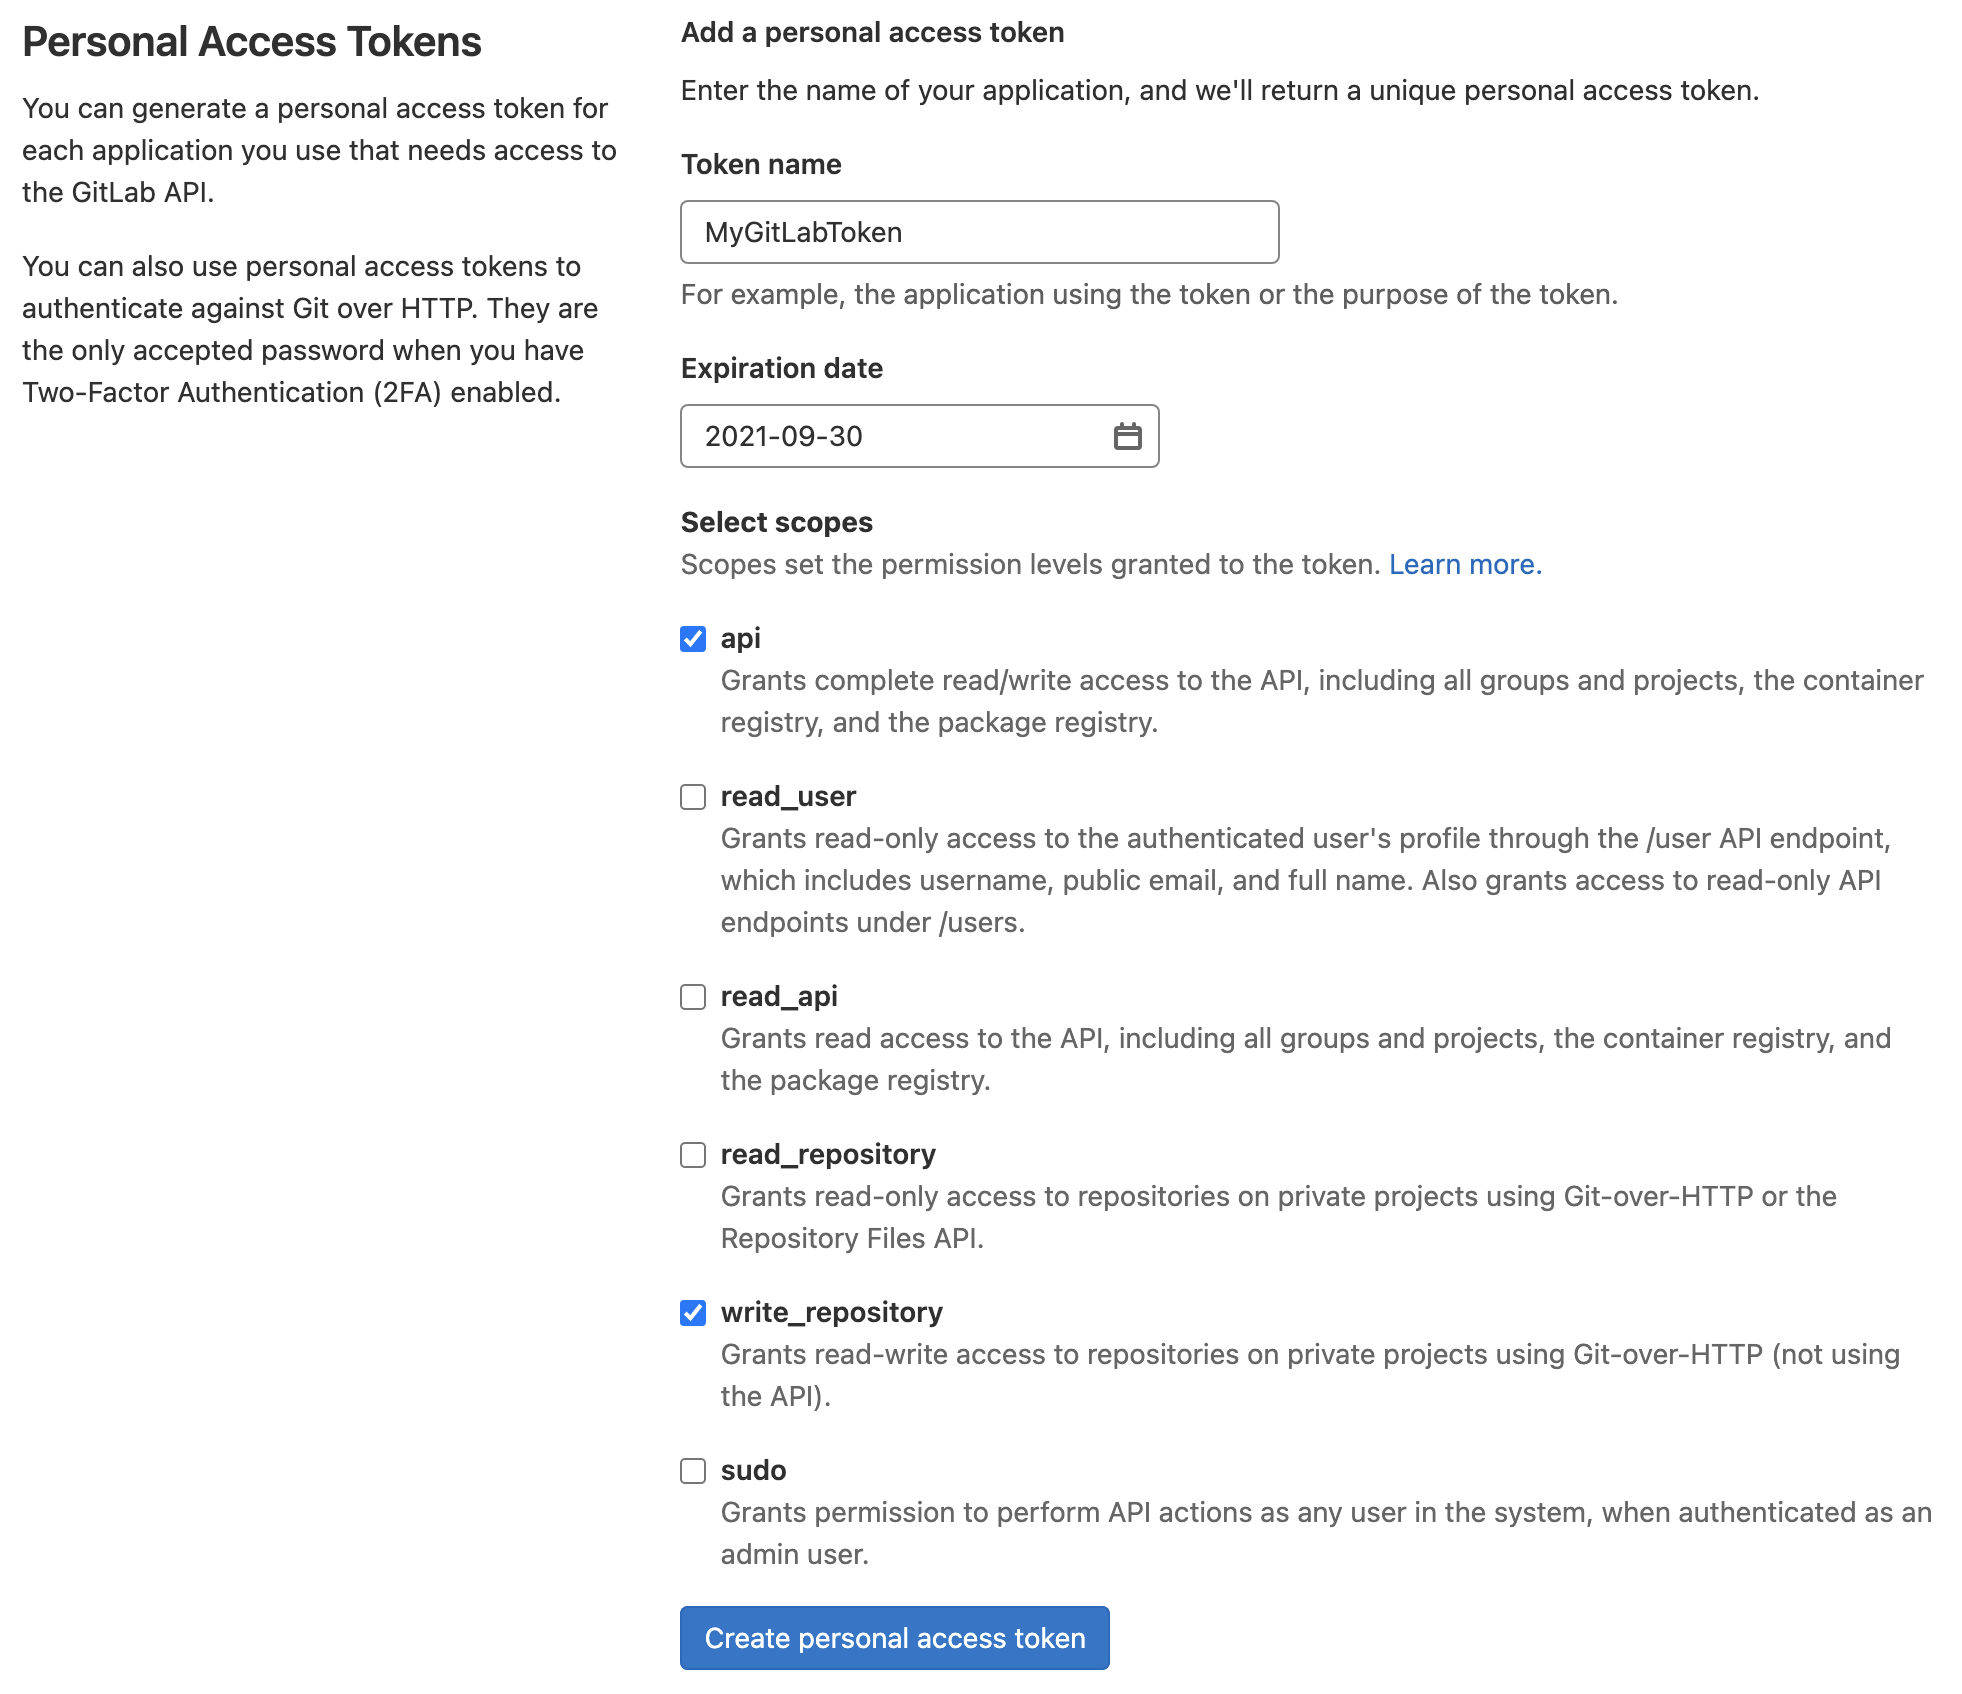 Personal Access Tokens
You can generate a personal access token for
each application you use that needs access to
the GitLab API.
You can also use personal access tokens to
authenticate against Git over HTTP. They are
the only accepted password when you have
Two-Factor Authentication (2FA) enabled.
Add a personal access token
Enter the name of your application, and we'll return a unique personal access token.
Token name
MyGitLabToken
For example, the application using the token or the purpose of the token.
Expiration date
2021-09-30
Select scopes
Scopes set the permission levels granted to the token. Learn more.
api
Grants complete read/write access to the API, including all groups and projects, the container
registry, and the package registry.
read_user
Grants read-only access to the authenticated user's profile through the /user API endpoint,
which includes username, public email, and full name. Also grants access to read-only API
endpoints under /users.
read_api
Grants read access to the API, including all groups and projects, the container registry, and
the package registry.
read_repository
Grants read-only access to repositories on private projects using Git-over-HTTP or the
Repository Files API.
write_repository
Grants read-write access to repositories on private projects using Git-over-HTTP (not using
the API).
sudo
Grants permission to perform API actions as any user in the system, when authenticated as an
admin user.
Create personal access token